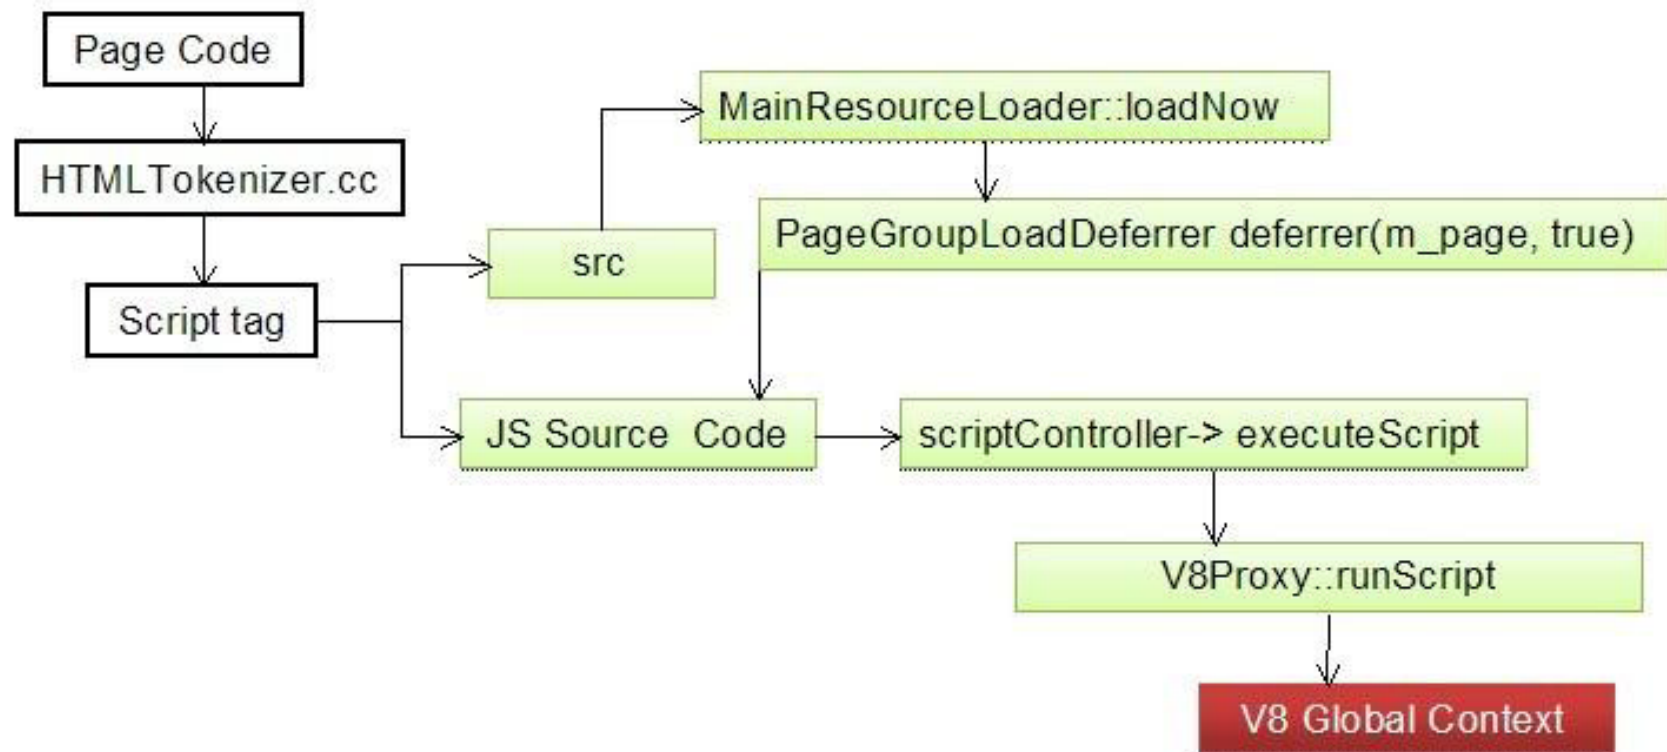 Page Code
HTMLTokenizer.cc
Script tag
src
MainResourceLoader::loadNow
PageGroupLoadDeferrer deferrer(m_page, true)
JS Source Code
scriptController-> executeScript
V8Proxy::runScript
V8 Global Context